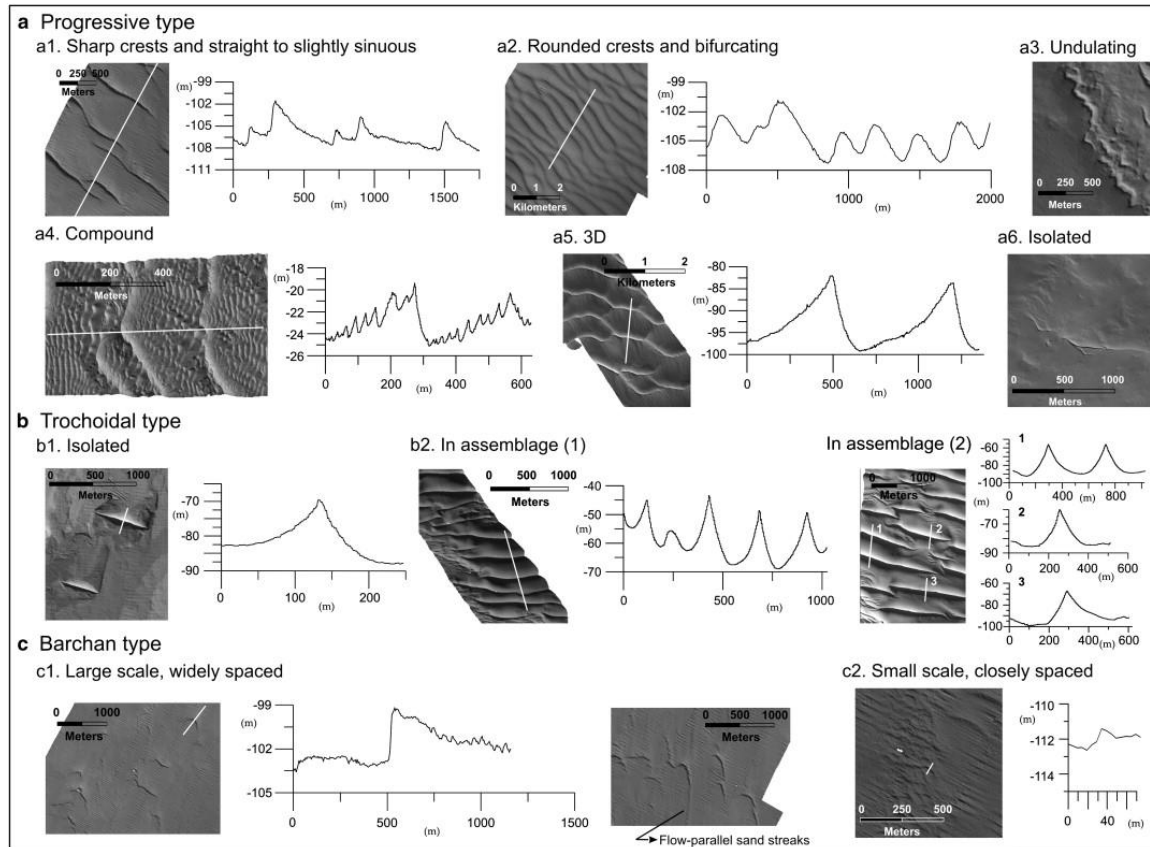 a Progressive type
a1. Sharp crests and straight to slightly sinuous
0 250 500
Meters
(m)
-99
-102
-105
-108
-111
0 500 1000 1500
(m)
a2. Rounded crests and bifurcating
0 1 2
Kilometers
-99
(m)
-102
-105
-108
0 1000 2000
(m)
a3. Undulating
0 250 500
Meters
a4. Compound
0 200 400
Meters
-18
(m)
-20
-22
-24
-26
0 200 400 600
(m)
a5. 3D
0 1 2
Kilometers
-80
-85
(m)
-90
-95
-100
0 500 1000
(m)
a6. Isolated
0 500 1000
Meters
b Trochoidal type
b1. Isolated
0 500 1000
Meters
-70
(m)
-80
-90
0 100 200
(m)
b2. In assemblage (1)
0 500 1000
Meters
-40
-50
(m)
-60
-70
0 500 1000
(m)
In assemblage (2)
0 1000
Meters
1
2
3
1
-60
-80
-100
0 400 800
2
-70
-90
0 200 400 600
(m)
3
-60
-80
-100
0 200 400 600
(m)
c Barchan type
c1. Large scale, widely spaced
0 1000
Meters
-99
(m)
-102
-105
0 500 1000 1500
(m)
0 500 1000
Meters
Flow-parallel sand streaks
c2. Small scale, closely spaced
0 250 500
Meters
-110
(m)
-112
-114
0 40
(m)